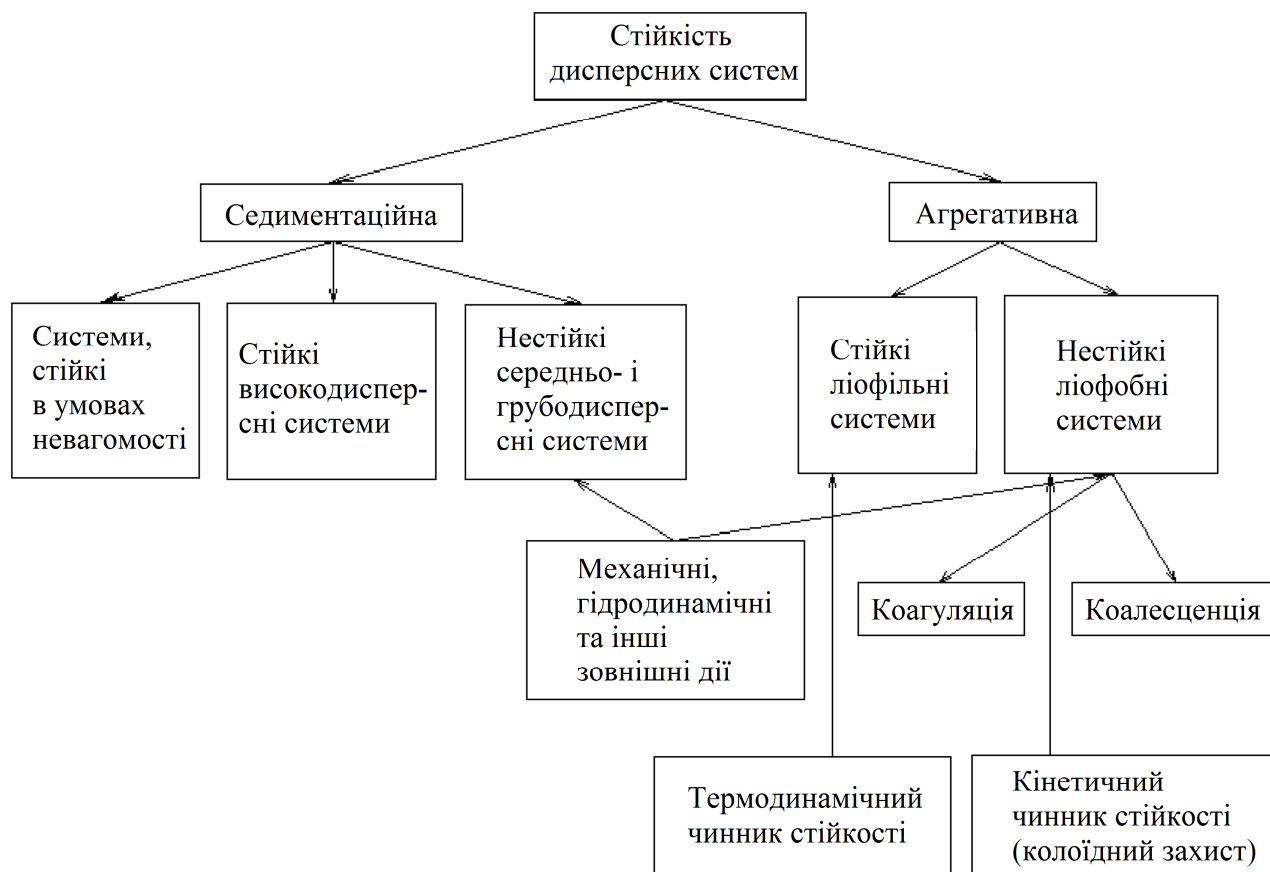 Стійкість
дисперсних систем
Седиментаційна
Агрегативна
Системи,
стійкі
в умовах
невагомості
Стійкі
високодиспер-
сні системи
Нестійкі
середньо- і
грубодиспер-
сні системи
Стійкі
ліофільні
системи
Нестійкі
ліофобні
системи
Механічні,
гідродинамічні
та інші
зовнішні дії
Коагуляція
Коалесценція
Термодинамічний
чинник стійкості
Кінетичний
чинник стійкості
(колоїдний захист)